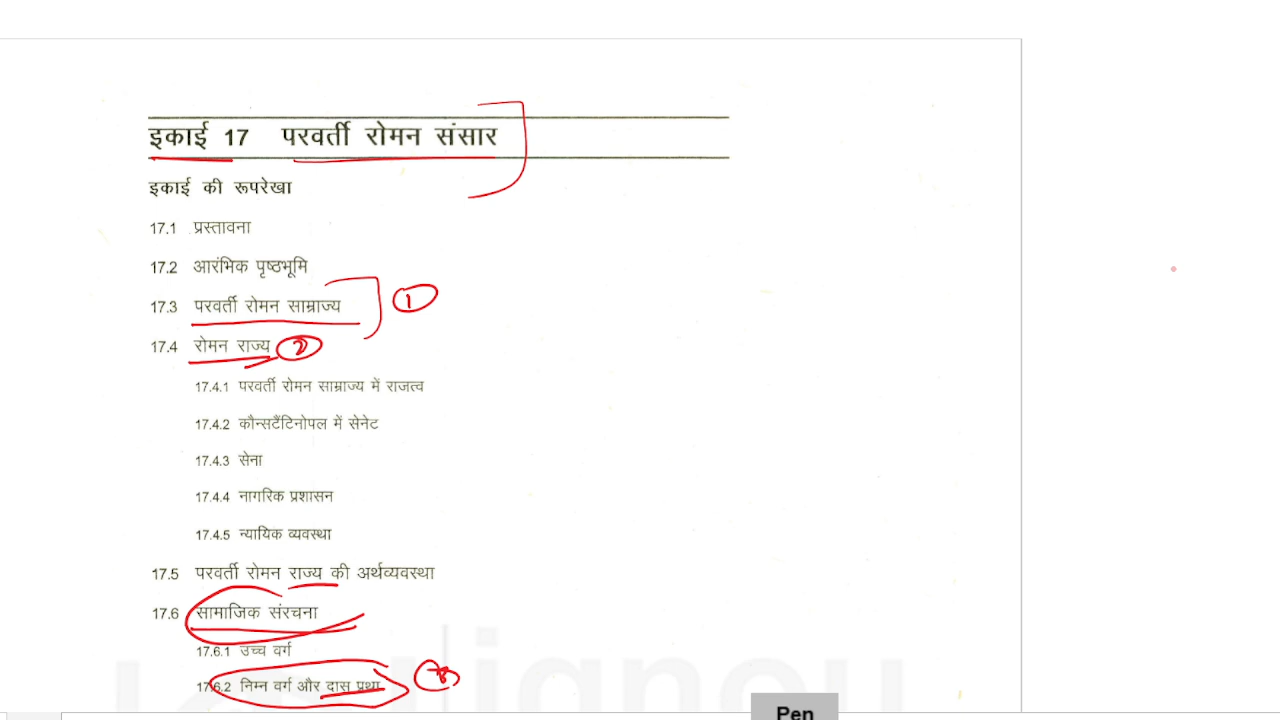 इकाई 17 परवर्ती रोमन संसार
इकाई की रूपरेखा
17.1 प्रस्तावना
17.2 आरंभिक पृष्ठभूमि
17.3 परवर्ती रोमन साम्राज्य 1
17.4 रोमन राज्य 2
17.4.1 परवर्ती रोमन साम्राज्य में राजत्व
17.4.2 कौन्सटैंटिनोपल में सेनेट
17.4.3 सेना
17.4.4 नागरिक प्रशासन
17.4.5 न्यायिक व्यवस्था
17.5 परवर्ती रोमन राज्य की अर्थव्यवस्था
17.6 सामाजिक संरचना
17.6.1 उच्च वर्ग
17.6.2 निम्न वर्ग और दास प्रथा
ignou
Pen